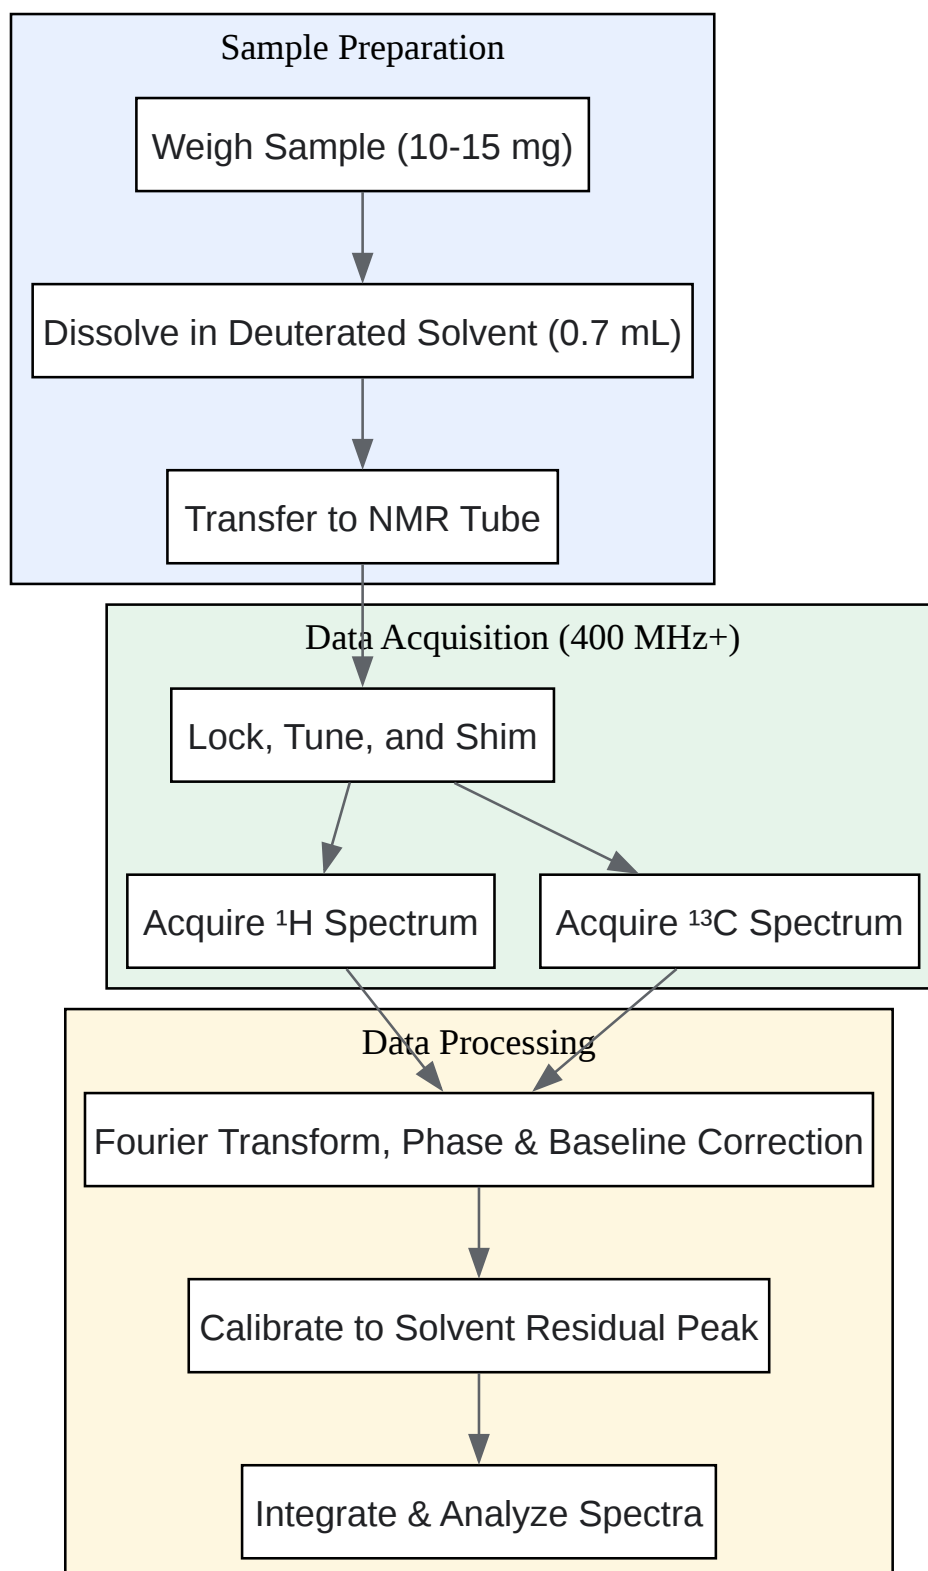 Sample Preparation
Weigh Sample (10-15 mg)
Dissolve in Deuterated Solvent (0.7 mL)
Transfer to NMR Tube
Data Acquisition (400 MHz+)
Lock, Tune, and Shim
Acquire ¹H Spectrum
Acquire ¹³C Spectrum
Data Processing
Fourier Transform, Phase & Baseline Correction
Calibrate to Solvent Residual Peak
Integrate & Analyze Spectra